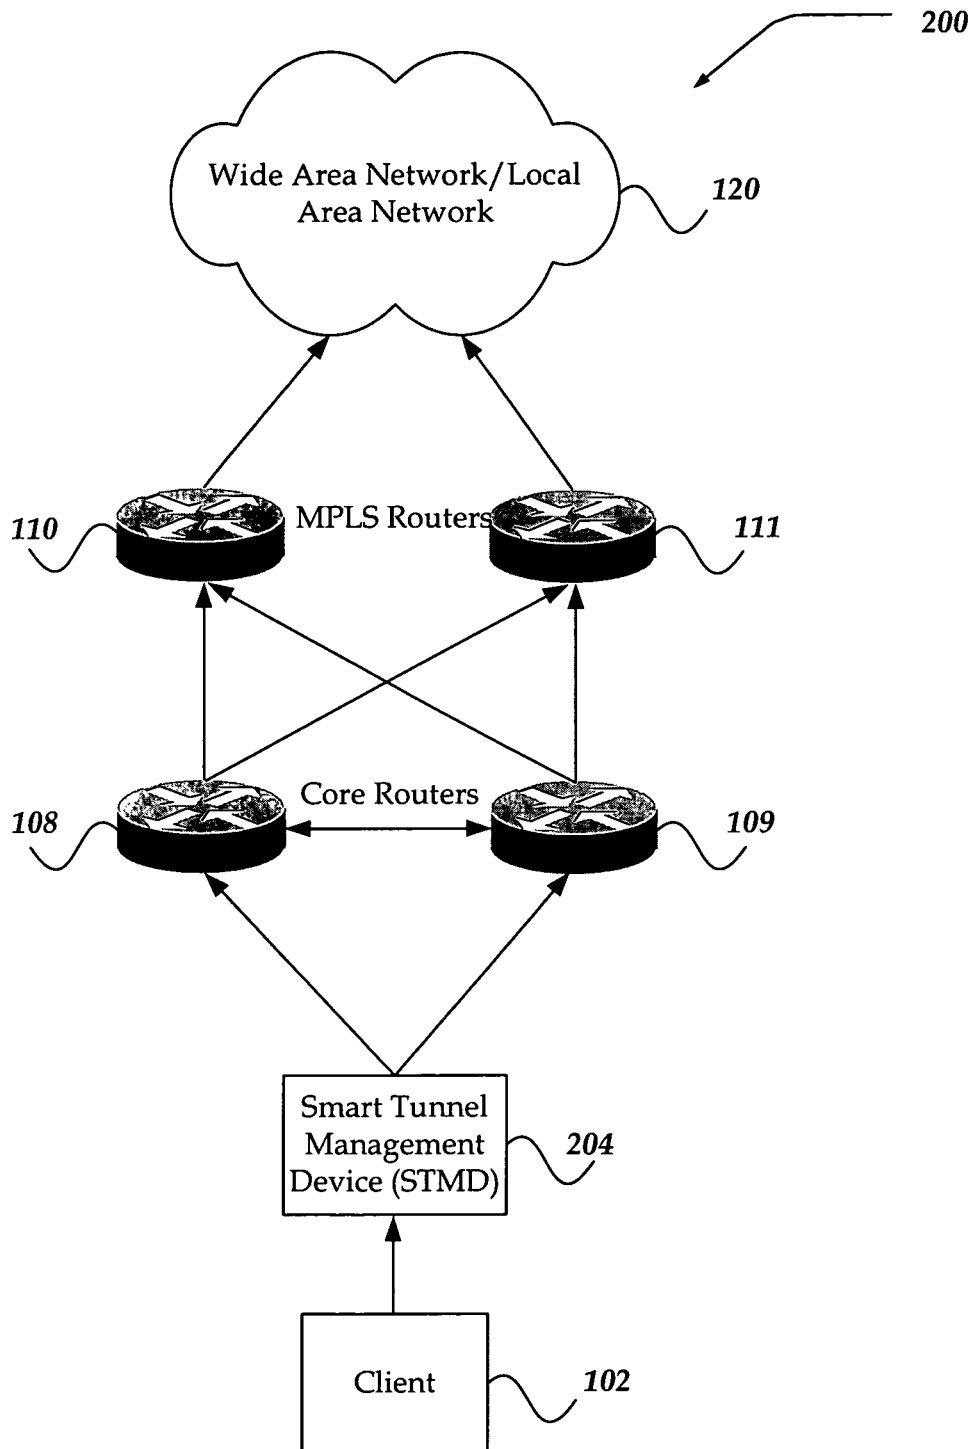 200
Wide Area Network/Local
Area Network
120
110
MPLS Routers
111
108
Core Routers
109
Smart Tunnel
Management
Device (STMD)
204
Client
102